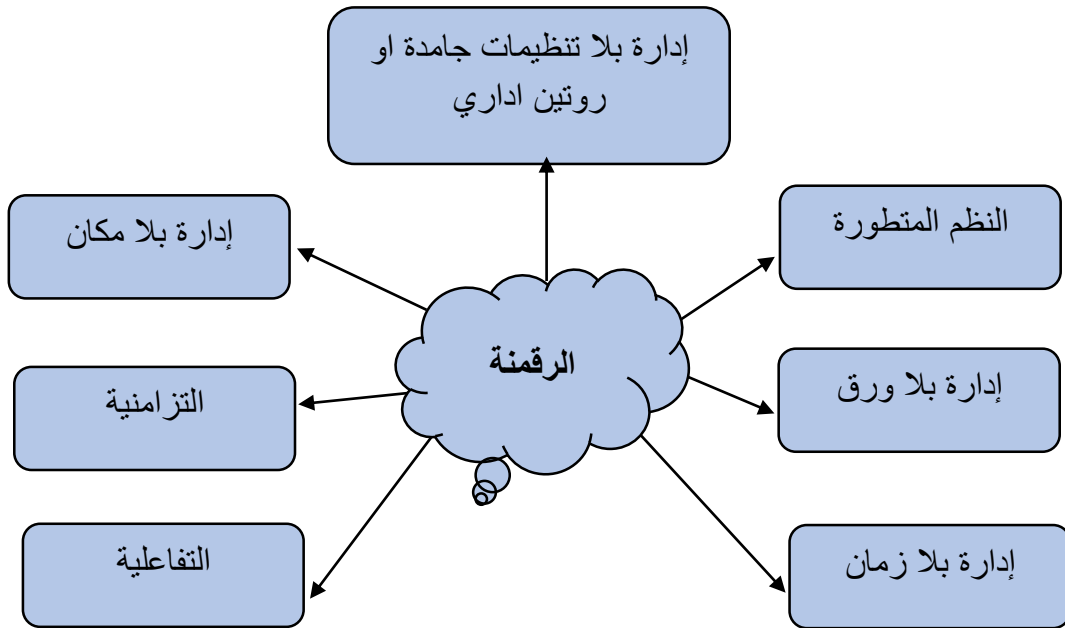 إدارة بلا تنظيمات جامدة او
روتين اداري
النظم المتطورة
إدارة بلا مكان
الرقمنة
إدارة بلا ورق
التزامنية
إدارة بلا زمان
التفاعلية